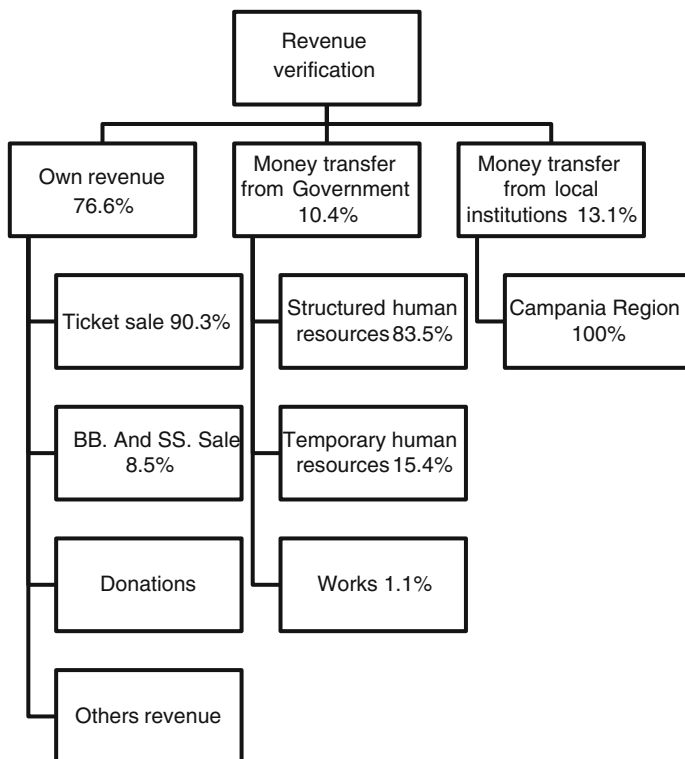 Revenue
verification
Own revenue
76.6%
Money transfer
from Government
10.4%
Money transfer
from local
institutions 13.1%
Ticket sale 90.3%
BB. And SS. Sale
8.5%
Donations
Others revenue
Structured human
resources 83.5%
Temporary human
resources 15.4%
Works 1.1%
Campania Region
100%